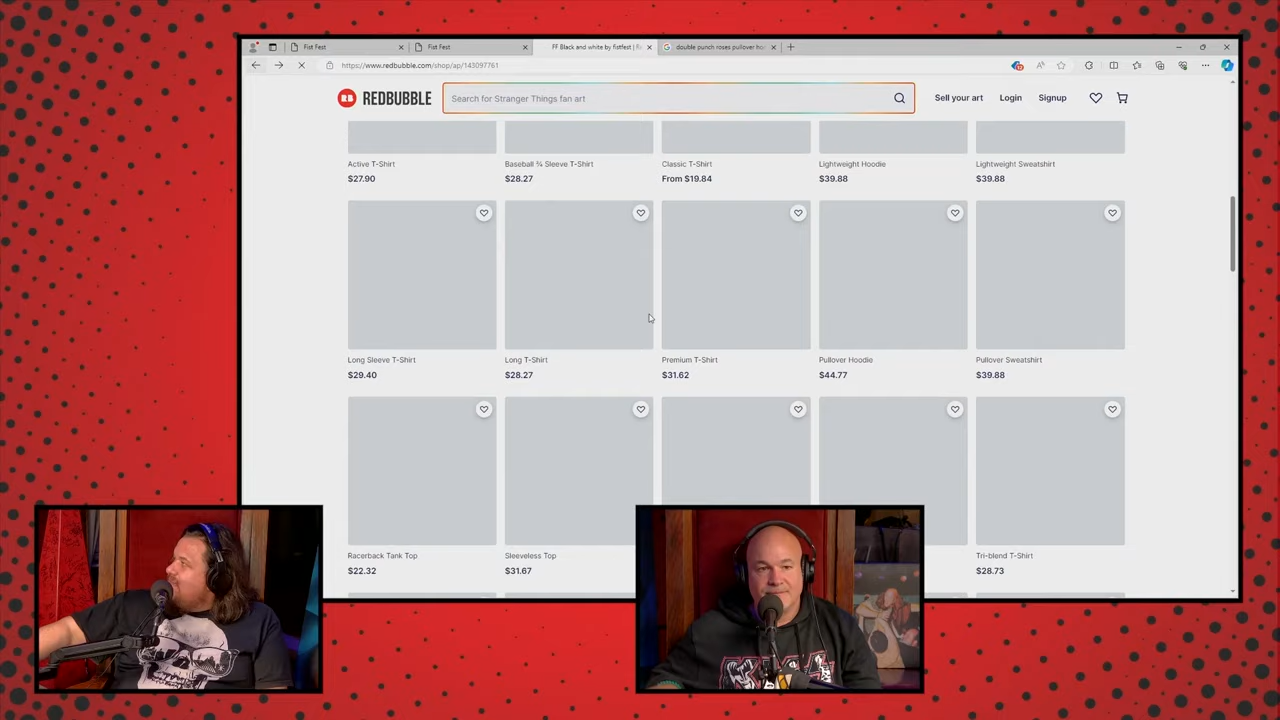 Fist Fest
Fist Fest
FF Black and white by fistfest | R
double punch roses pullover ho
https://www.redbubble.com/shop/ap/143097761
RB REDBUBBLE
Search for Stranger Things fan art
Sell your art
Login
Signup
Active T-Shirt
Baseball ¾ Sleeve T-Shirt
Classic T-Shirt
Lightweight Hoodie
Lightweight Sweatshirt
$27.90
$28.27
From $19.84
$39.88
$39.88
Long Sleeve T-Shirt
Long T-Shirt
Premium T-Shirt
Pullover Hoodie
Pullover Sweatshirt
$29.40
$28.27
$31.62
$44.77
$39.88
Racerback Tank Top
Sleeveless Top
Tri-blend T-Shirt
$22.32
$31.67
$28.73